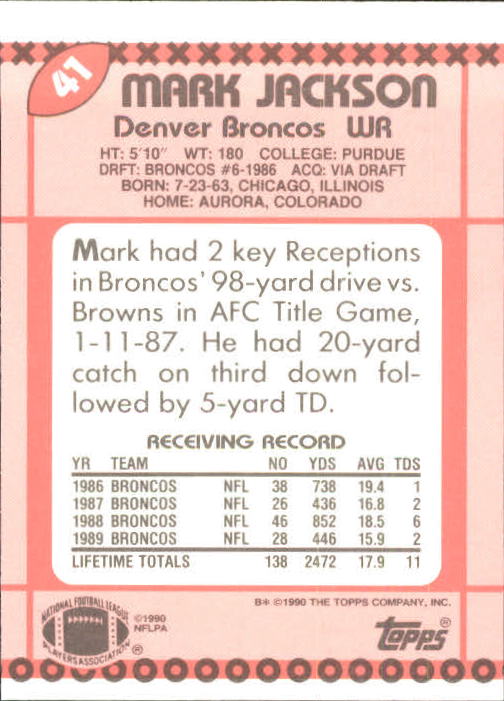 41
MARK JACKSON
Denver Broncos WR
HT: 5'10" WT: 180 COLLEGE: PURDUE
DRFT: BRONCOS #6-1986 ACQ: VIA DRAFT
BORN: 7-23-63, CHICAGO, ILLINOIS
HOME: AURORA, COLORADO
Mark had 2 key Receptions
in Broncos' 98-yard drive vs.
Browns in AFC Title Game,
1-11-87. He had 20-yard
catch on third down fol-
lowed by 5-yard TD.
RECEIVING RECORD
YR TEAM NO YDS AVG TDS
1986 BRONCOS NFL 38 738 19.4 1
1987 BRONCOS NFL 26 436 16.8 2
1988 BRONCOS NFL 46 852 18.5 6
1989 BRONCOS NFL 28 446 15.9 2
LIFETIME TOTALS 138 2472 17.9 11
B* ©1990 THE TOPPS COMPANY, INC.
NATIONAL FOOTBALL LEAGUE
PLAYERS ASSOCIATION ®
©1990
NFLPA
topps®